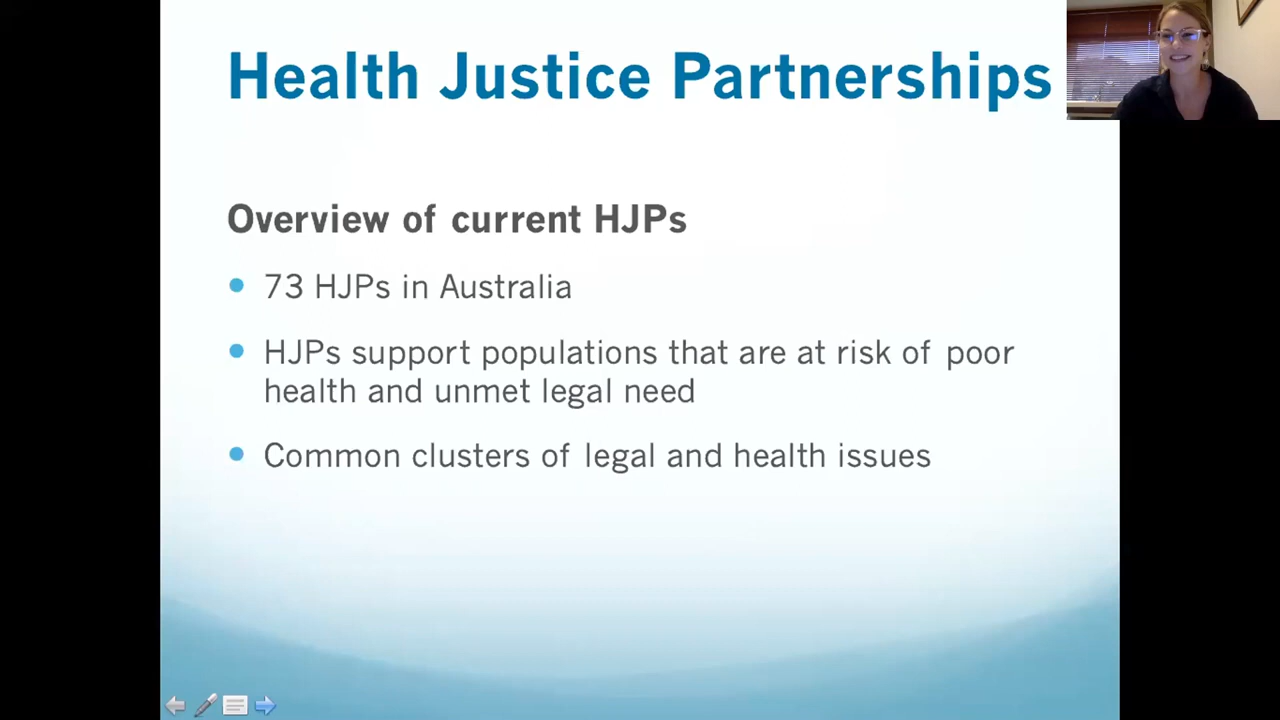 Health Justice Partnerships
Overview of current HJPs
73 HJPs in Australia
HJPs support populations that are at risk of poor
health and unmet legal need
Common clusters of legal and health issues